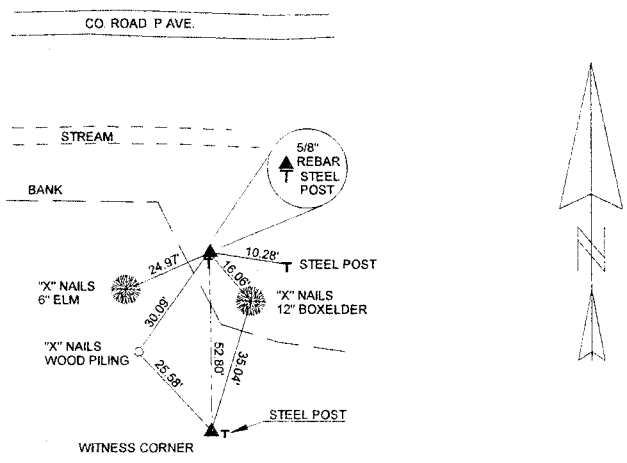 CO. ROAD P AVE.
STREAM
5/8"
REBAR
STEEL
POST
T
BANK
T
24.97'
10.28'
T STEEL POST
16.06'
"X" NAILS
6" ELM
"X" NAILS
12" BOXELDER
30.09'
"X" NAILS
WOOD PILING
52.80'
35.04'
25.58'
STEEL POST
T
WITNESS CORNER
N